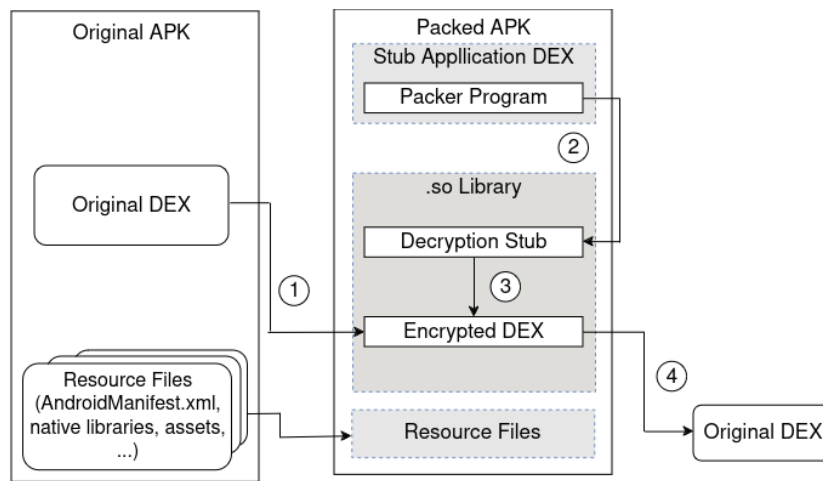 Original APK
Original DEX
Resource Files
(AndroidManifest.xml,
native libraries, assets,
...)
1
Packed APK
Stub Appllication DEX
Packer Program
2
.so Library
Decryption Stub
3
Encrypted DEX
Resource Files
4
Original DEX